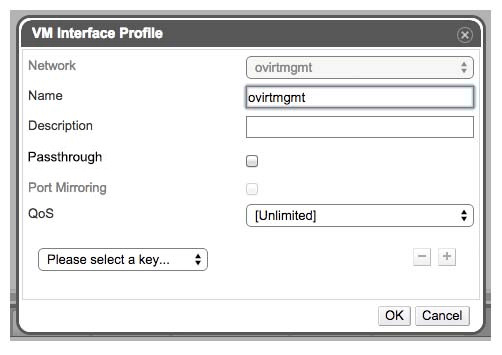 VM Interface Profile
Network ovirtmgmt
Name ovirtmgmt
Description
Passthrough
Port Mirroring
QoS [Unlimited]
Please select a key...
OK Cancel